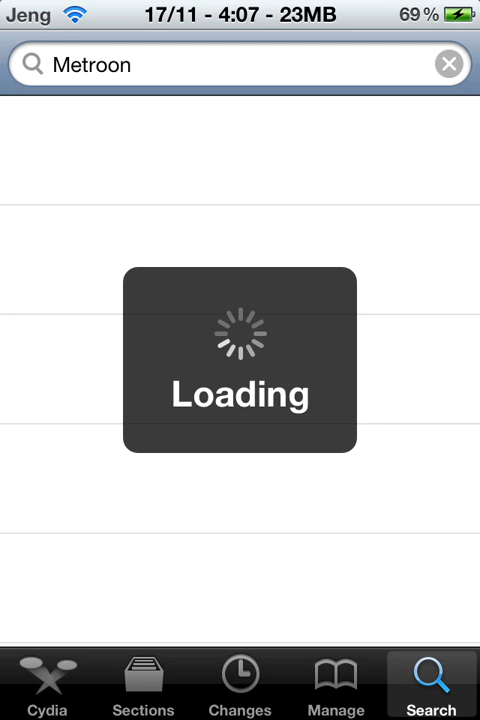 Jeng 17/11 - 4:07 - 23MB 69%
Metroon
Loading
Cydia Sections Changes Manage Search